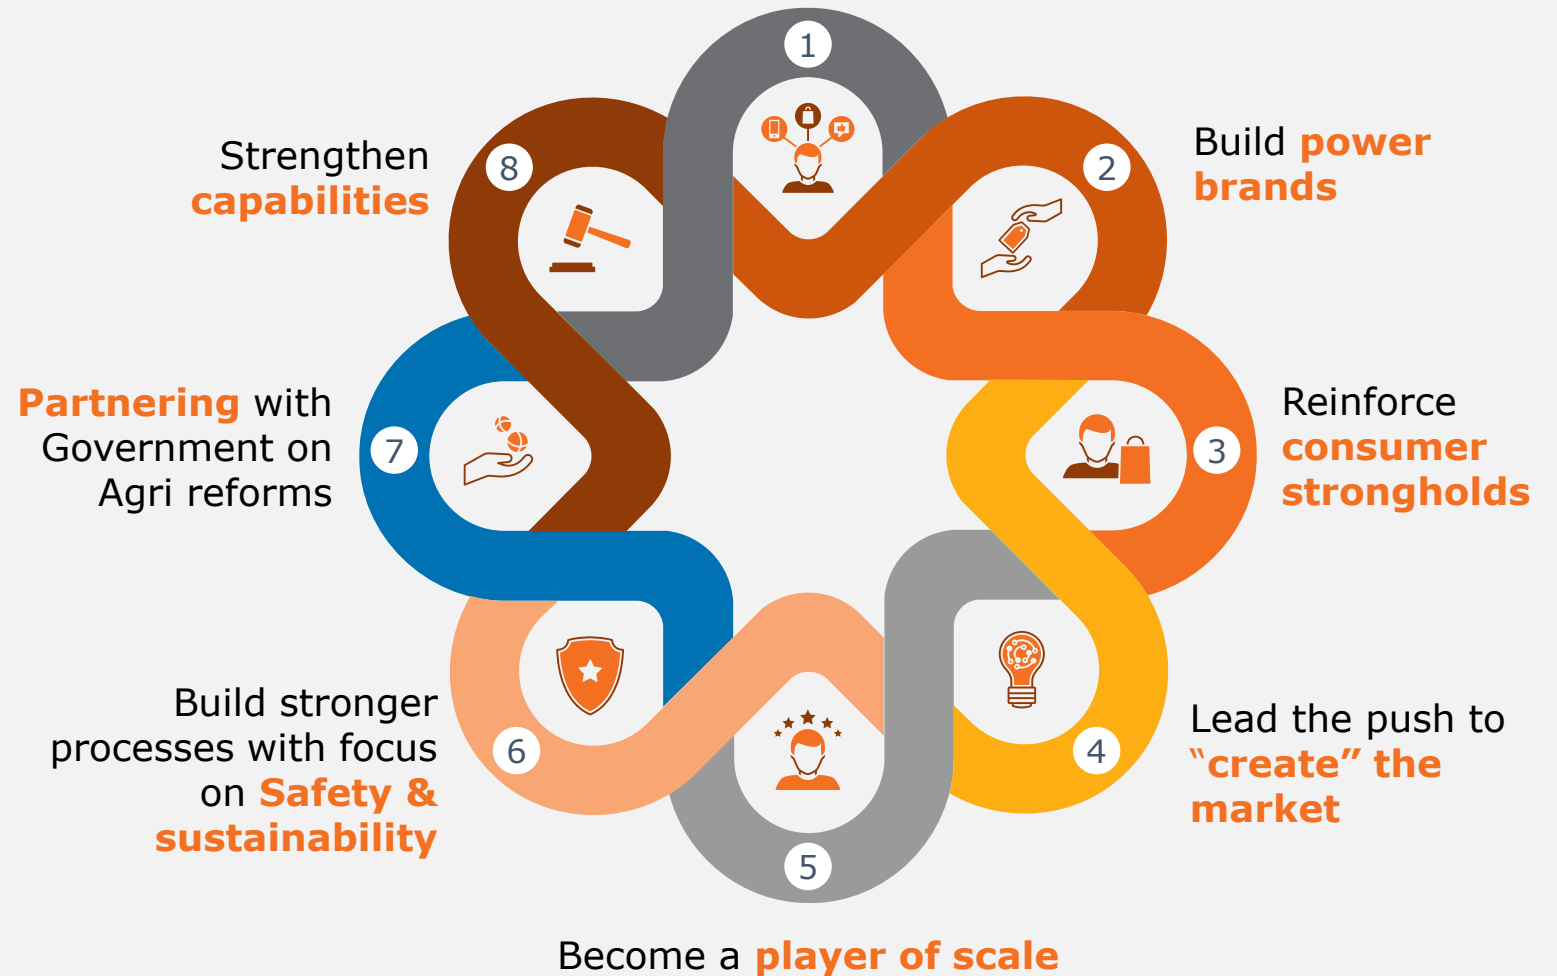 1
2
Build power
brands
3
Reinforce
consumer
strongholds
4
Lead the push to
“create” the
market
5
Become a player of scale
6
Build stronger
processes with focus
on Safety &
sustainability
7
Partnering with
Government on
Agri reforms
8
Strengthen
capabilities